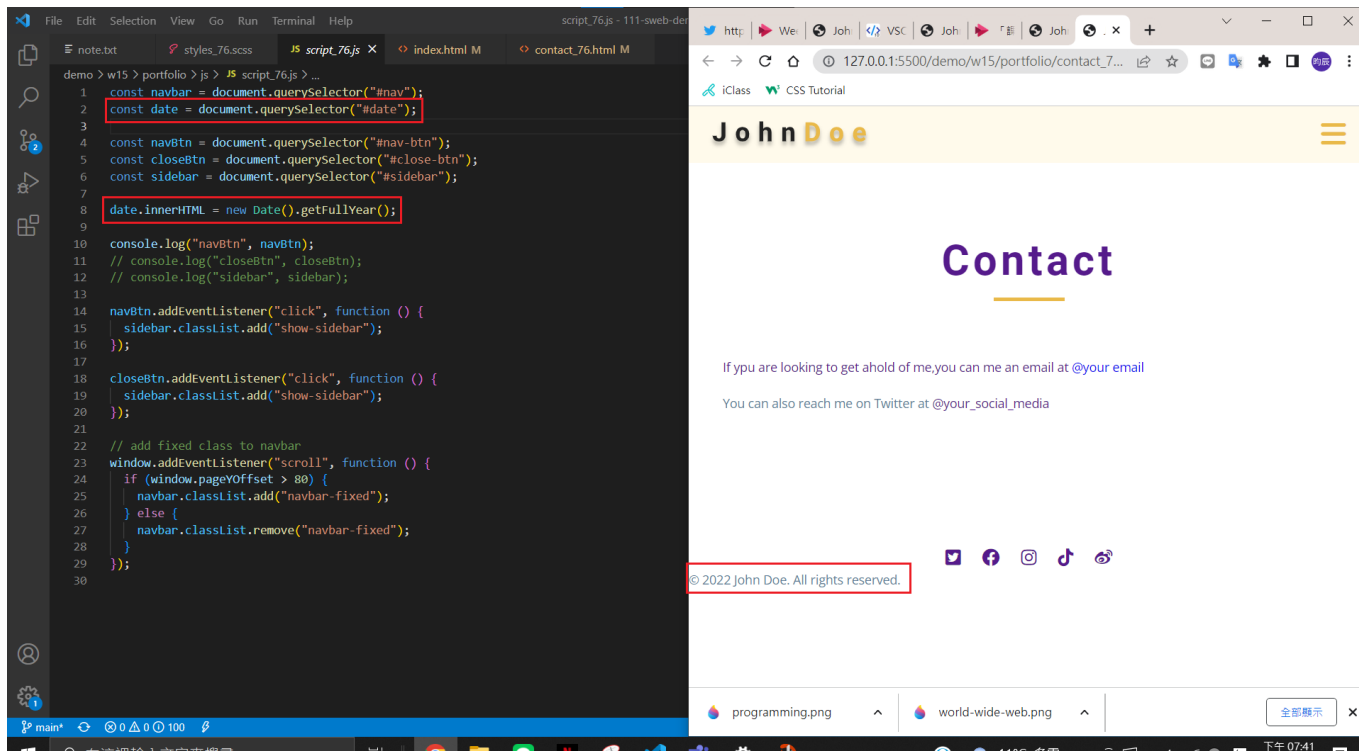 File Edit Selection View Go Run Terminal Help
script_76.js - 111-sweb-der
note.txt
styles_76.scss
JS script_76.js
index.html M
contact_76.html M
demo > w15 > portfolio > js > JS script_76.js > ...
1 const navbar = document.querySelector("#nav");
2 const date = document.querySelector("#date");
3
4 const navBtn = document.querySelector("#nav-btn");
5 const closeBtn = document.querySelector("#close-btn");
6 const sidebar = document.querySelector("#sidebar");
7
8 date.innerHTML = new Date().getFullYear();
9
10 console.log("navBtn", navBtn);
11 // console.log("closeBtn", closeBtn);
12 // console.log("sidebar", sidebar);
13
14 navBtn.addEventListener("click", function () {
15 sidebar.classList.add("show-sidebar");
16 });
17
18 closeBtn.addEventListener("click", function () {
19 sidebar.classList.add("show-sidebar");
20 });
21
22 // add fixed class to navbar
23 window.addEventListener("scroll", function () {
24 if (window.pageYOffset > 80) {
25 navbar.classList.add("navbar-fixed");
26 } else {
27 navbar.classList.remove("navbar-fixed");
28 }
29 });
30
2
1
main* 0 0 100
http We Joh VSC Joh Joh
127.0.0.1:5500/demo/w15/portfolio/contact_7...
昀辰
iClass CSS Tutorial
JohnDoe
Contact
If ypu are looking to get ahold of me,you can me an email at @your email
You can also reach me on Twitter at @your_social_media
© 2022 John Doe. All rights reserved.
programming.png
world-wide-web.png
全部顯示
下午 07:41